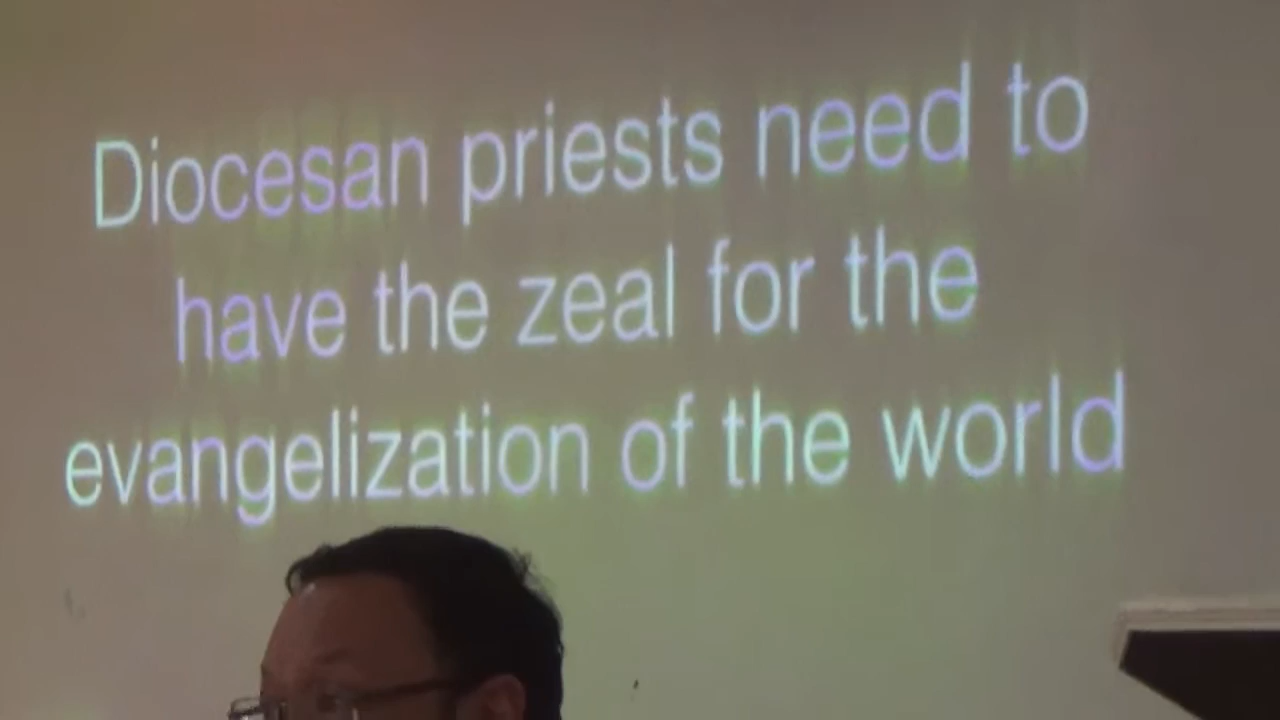 Diocesan priests need to
have the zeal for the
evangelization of the world